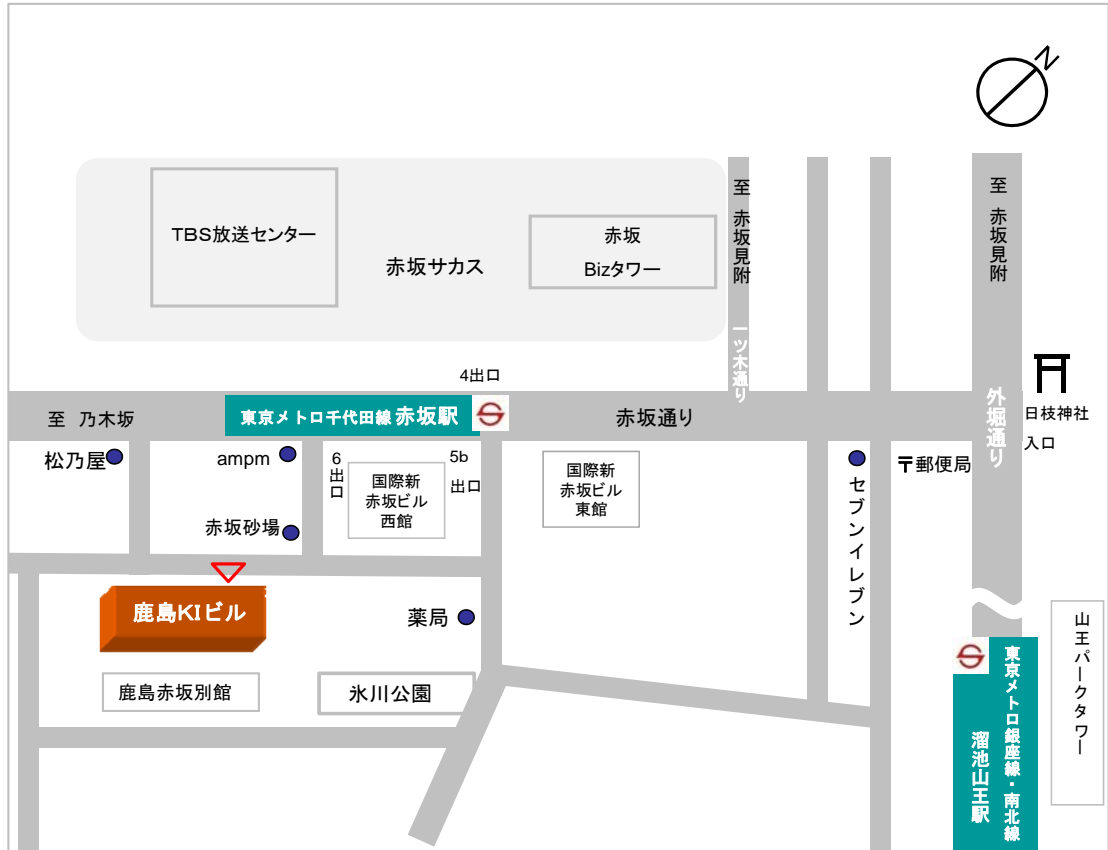 N
TBS放送センター
赤坂サカス
赤坂
Bizタワー
至 赤坂見附
一ツ木通り
至 赤坂見附
外堀通り
日枝神社
入口
4出口
至 乃木坂
東京メトロ千代田線 赤坂駅
赤坂通り
松乃屋
ampm
6出口
5b
出口
国際新
赤坂ビル
西館
国際新
赤坂ビル
東館
セブンイレブン
〒郵便局
赤坂砂場
鹿島KIビル
薬局
鹿島赤坂別館
氷川公園
東京メトロ銀座線・南北線
溜池山王駅
山王パークタワー